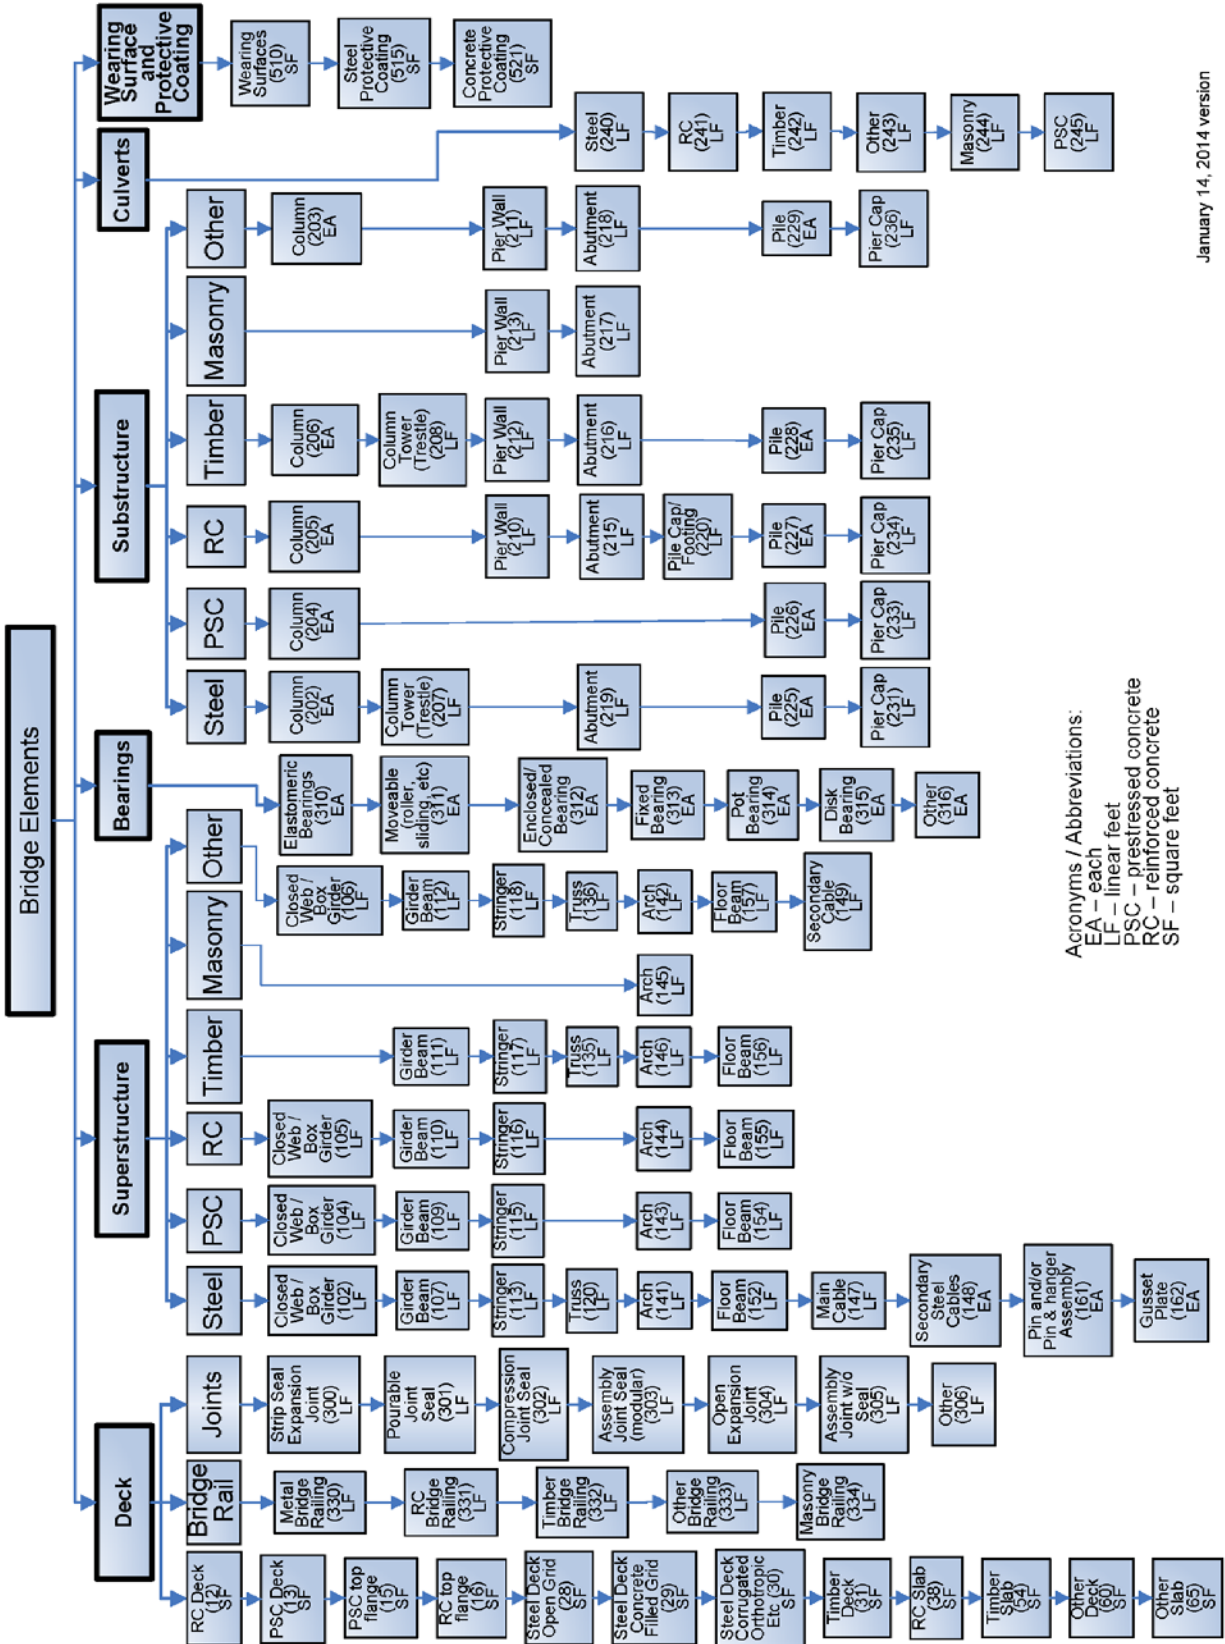 Bridge Elements
Deck
RC Deck
(12)
SF
PSC Deck
(13)
SF
PSC top
flange
(15)
SF
RC top
flange
(16)
SF
Steel Deck
Open Grid
(28)
SF
Steel Deck
Concrete
Filled Grid
(29)
SF
Steel Deck
Corrugated
Orthotropic
Etc (30)
SF
Timber
Deck
(31)
SF
RC Slab
(38)
SF
Timber
Slab
(54)
SF
Other
Deck
(60)
SF
Other
Slab
(65)
SF
Bridge
Rail
Metal
Bridge
Railing
(330)
LF
RC
Bridge
Railing
(331)
LF
Timber
Bridge
Railing
(332)
LF
Other
Bridge
Railing
(333)
LF
Masonry
Bridge
Railing
(334)
LF
Joints
Strip Seal
Expansion
Joint
(300)
LF
Pourable
Joint
Seal
(301)
LF
Compression
Joint Seal
(302)
LF
Assembly
Joint Seal
(modular)
(303)
LF
Open
Expansion
Joint
(304)
LF
Assembly
Joint w/o
Seal
(305)
LF
Other
(306)
LF
Superstructure
Steel
Closed
Web /
Box
Girder
(102)
LF
Girder
Beam
(107)
LF
Stringer
(113)
LF
Truss
(120)
LF
Arch
(141)
LF
Floor
Beam
(152)
LF
Main
Cable
(147)
LF
Secondary
Steel
Cables
(148)
EA
Pin and/or
Pin & hanger
Assembly
(161)
EA
Gusset
Plate
(162)
EA
PSC
Closed
Web /
Box
Girder
(104)
LF
Girder
Beam
(109)
LF
Stringer
(115)
LF
Arch
(143)
LF
Floor
Beam
(154)
LF
RC
Closed
Web /
Box
Girder
(105)
LF
Girder
Beam
(110)
LF
Stringer
(116)
LF
Arch
(144)
LF
Floor
Beam
(155)
LF
Timber
Girder
Beam
(111)
LF
Stringer
(117)
LF
Truss
(135)
LF
Arch
(146)
LF
Floor
Beam
(156)
LF
Masonry
Arch
(145)
LF
Other
Closed
Web /
Box
Girder
(106)
LF
Girder
Beam
(112)
LF
Stringer
(118)
LF
Truss
(136)
LF
Arch
(142)
LF
Floor
Beam
(157)
LF
Secondary
Cable
(149)
LF
Bearings
Elastomeric
Bearings
(310)
EA
Moveable
(roller,
sliding, etc)
(311)
EA
Enclosed/
Concealed
Bearing
(312)
EA
Fixed
Bearing
(313)
EA
Pot
Bearing
(314)
EA
Disk
Bearing
(315)
EA
Other
(316)
EA
Substructure
Steel
Column
(202)
EA
Column
Tower
(Trestle)
(207)
LF
Abutment
(219)
LF
Pile
(225)
EA
Pier Cap
(231)
LF
PSC
Column
(204)
EA
Pile
(226)
EA
Pier Cap
(233)
LF
RC
Column
(205)
EA
Pier Wall
(210)
LF
Abutment
(215)
LF
Pile Cap/
Footing
(220)
LF
Pile
(227)
EA
Pier Cap
(234)
LF
Timber
Column
(206)
EA
Column
Tower
(Trestle)
(208)
LF
Pier Wall
(212)
LF
Abutment
(216)
LF
Pile
(228)
EA
Pier Cap
(235)
LF
Masonry
Pier Wall
(213)
LF
Abutment
(217)
LF
Other
Column
(203)
EA
Pier Wall
(211)
LF
Abutment
(218)
LF
Pile
(229)
EA
Pier Cap
(236)
LF
Culverts
Steel
(240)
LF
RC
(241)
LF
Timber
(242)
LF
Other
(243)
LF
Masonry
(244)
LF
PSC
(245)
LF
Wearing
Surface
and
Protective
Coating
Wearing
Surfaces
(510)
SF
Steel
Protective
Coating
(515)
SF
Concrete
Protective
Coating
(521)
SF
Acronyms / Abbreviations:
EA – each
LF – linear feet
PSC – prestressed concrete
RC – reinforced concrete
SF – square feet
January 14, 2014 version